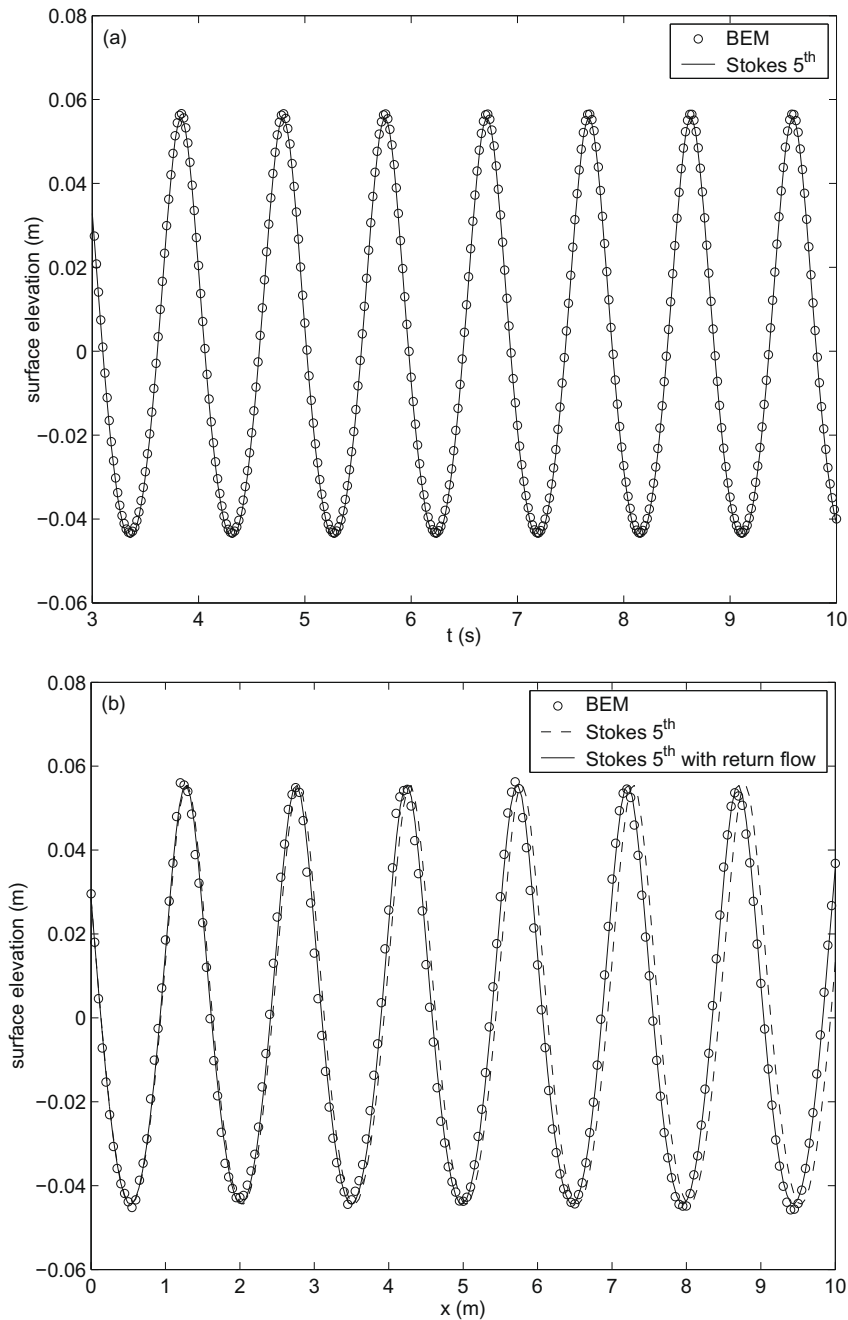 (a)
BEM
Stokes 5th
0.08
0.06
0.04
0.02
0
−0.02
−0.04
−0.06
surface elevation (m)
3 4 5 6 7 8 9 10
t (s)
(b)
BEM
Stokes 5th
Stokes 5th with return flow
0.08
0.06
0.04
0.02
0
−0.02
−0.04
−0.06
surface elevation (m)
0 1 2 3 4 5 6 7 8 9 10
x (m)